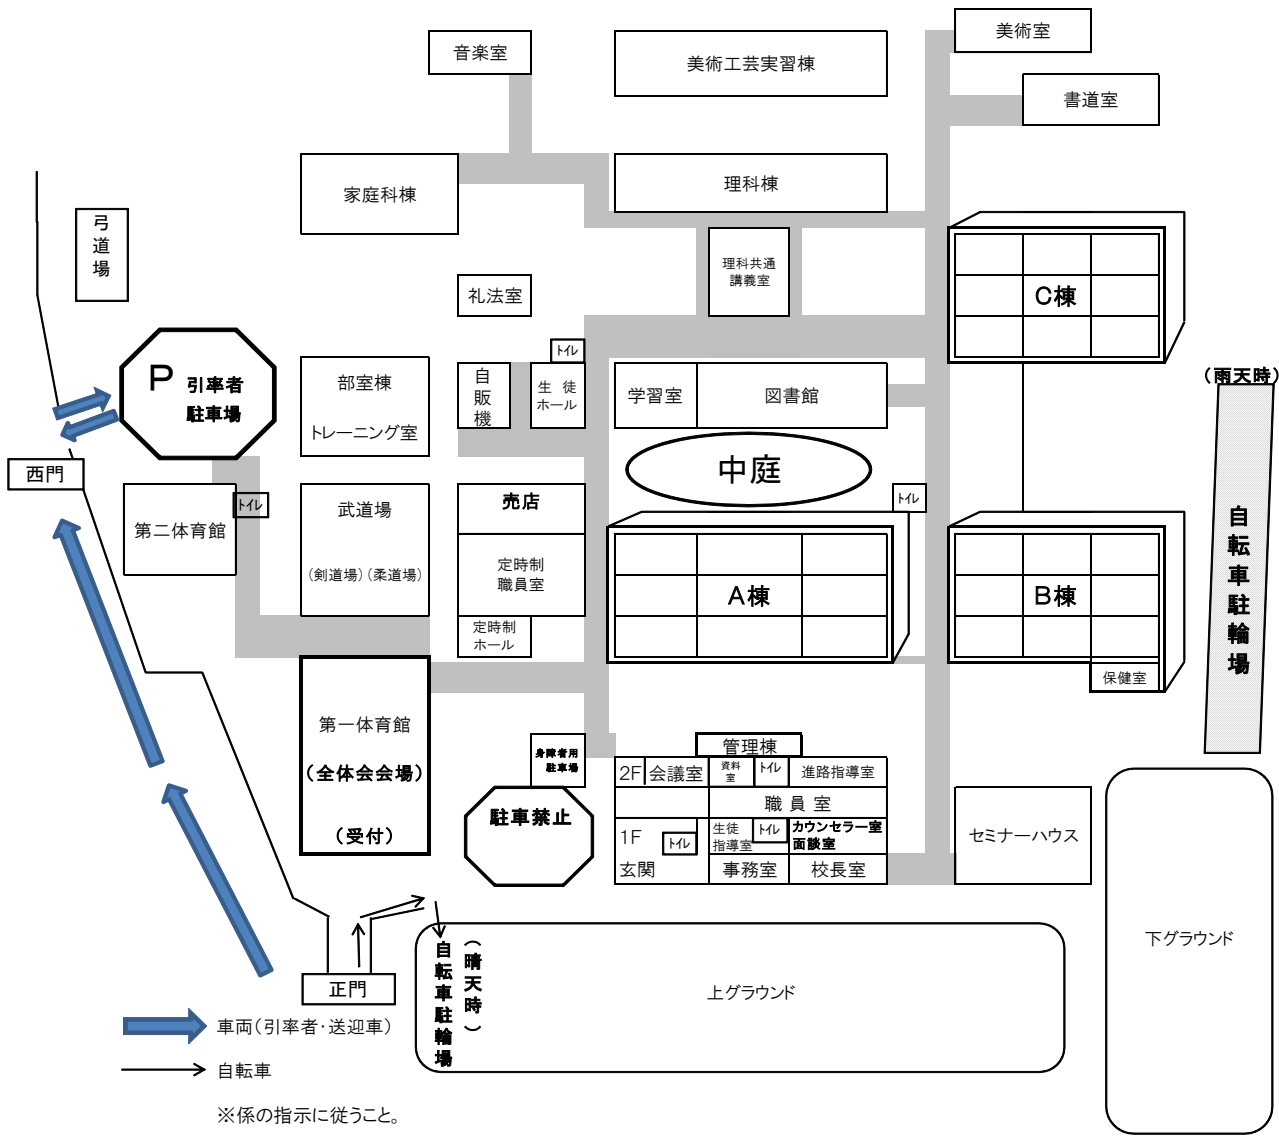 美術室
音楽室
美術工芸実習棟
書道室
家庭科棟
理科棟
弓道場
理科共通
講義室
礼法室
C棟
トイレ
P 引率者
駐車場
部室棟
トレーニング室
自販機
生 徒
ホール
学習室
図書館
(雨天時)
自転車駐輪場
中庭
西門
トイレ
トイレ
第二体育館
武道場
(剣道場)(柔道場)
売店
定時制
職員室
定時制
ホール
A棟
B棟
保健室
第一体育館
(全体会会場)
(受付)
身障者用
駐車場
駐車禁止
管理棟
2F
会議室
資料
室
トイレ
進路指導室
職 員 室
1F
玄関
トイレ
生徒
指導室
トイレ
カウンセラー室
面談室
事務室
校長室
セミナーハウス
下グラウンド
上グラウンド
(晴天時)
自転車駐輪場
正門
車両(引率者・送迎車)
自転車
※係の指示に従うこと。